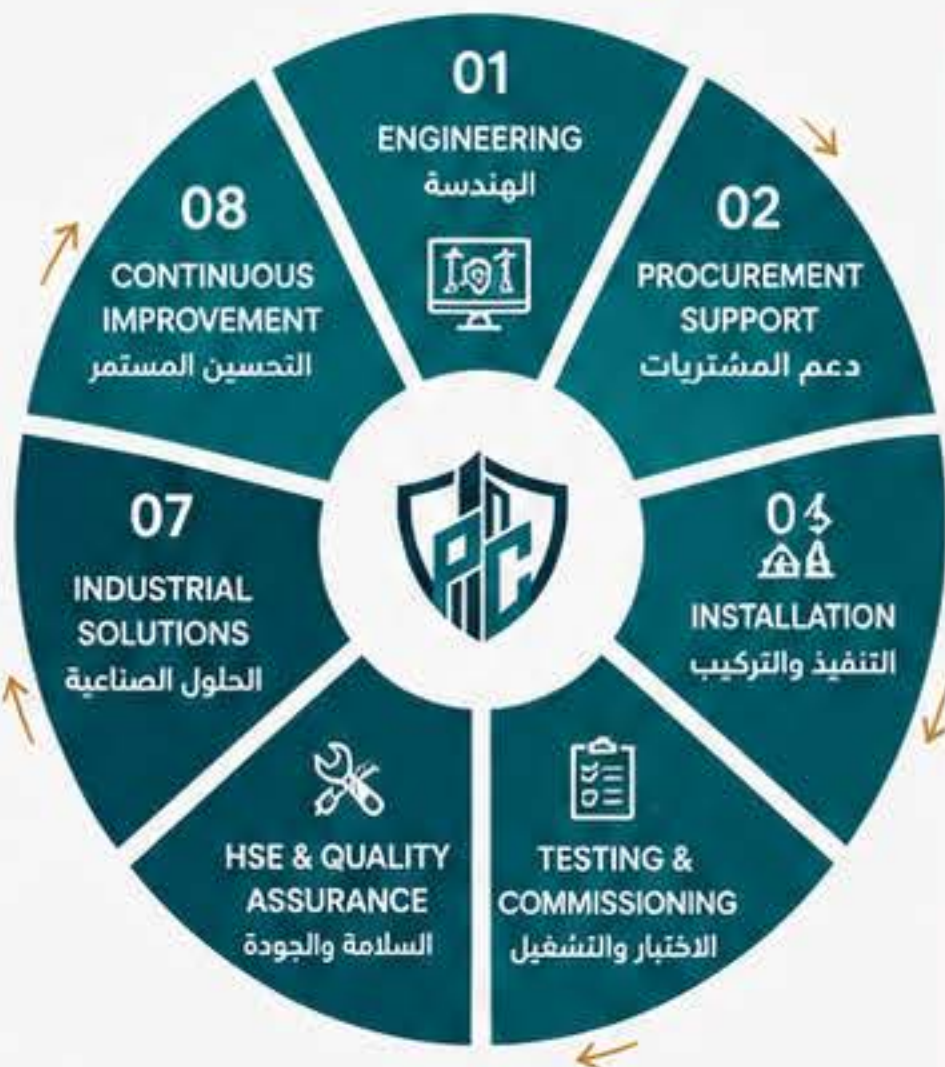 01
ENGINEERING
الهندسة
02
PROCUREMENT
SUPPORT
دعم المشتريات
INSTALLATION
التنفيذ والتركيب
TESTING &
COMMISSIONING
الاختبار والتشغيل
HSE & QUALITY
ASSURANCE
السلامة والجودة
07
INDUSTRIAL
SOLUTIONS
الحلول الصناعية
08
CONTINUOUS
IMPROVEMENT
التحسين المستمر